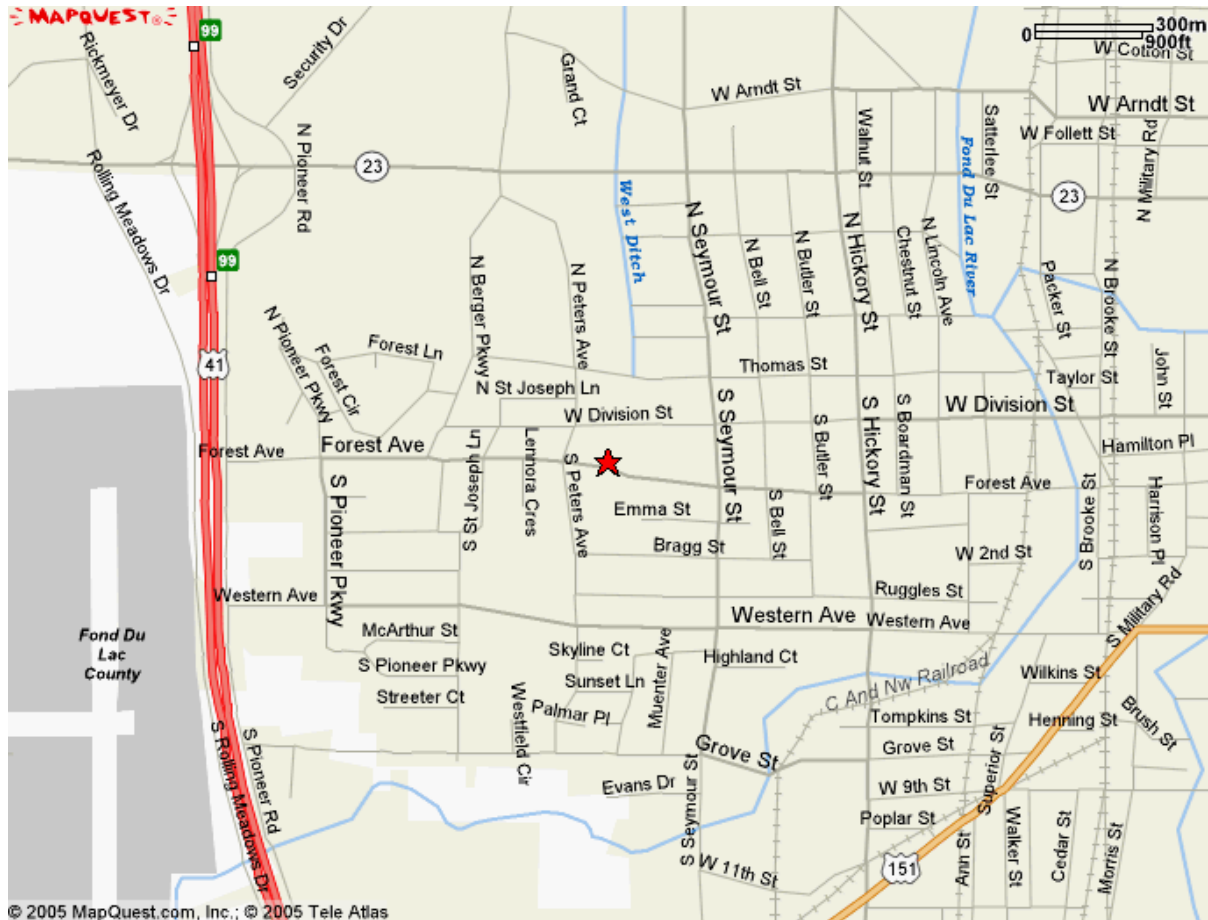 MAPQUEST
99
Security Dr
Rickmeyer Dr
Grand Ct
0
300m
900ft
W Cotton St
W Arndt St
W Arndt St
Walnut St
Satterlee St
W Follett St
N Military Rd
N Pioneer Rd
23
Rolling Meadows Dr
West Ditch
Fond Du Lac River
23
N Seymour St
N Bell St
N Butler St
N Hickory St
Chestnut St
N Lincoln Ave
99
N Berger Pkwy
N Peters Ave
Packer St
N Brooke St
N Pioneer Pkwy
Forest Cir
Forest Ln
41
Thomas St
Taylor St
John St
N St Joseph Ln
W Division St
S Seymour St
S Butler St
S Hickory St
S Boardman St
W Division St
Hamilton Pl
Forest Ave
Forest Ave
S St Joseph Ln
Lennora Cres
S Peters Ave
Forest Ave
S Pioneer Pkwy
Emma St
S Bell St
S Brooke St
Harrison Pl
Bragg St
W 2nd St
Western Ave
Ruggles St
Western Ave
Western Ave
S Military Rd
Fond Du
Lac
County
McArthur St
S Pioneer Pkwy
Streeter Ct
Skyline Ct
Sunset Ln
Palmar Pl
Muenter Ave
Highland Ct
Westfield Cir
C And Nw Railroad
Wilkins St
Tompkins St
Henning St
Brush St
S Rolling Meadows Dr
S Pioneer Rd
Grove St
Grove St
Superior St
Evans Dr
S Seymour St
W 9th St
Poplar St
W 11th St
151
Ann St
Walker St
Cedar St
Morris St
© 2005 MapQuest.com, Inc.; © 2005 Tele Atlas